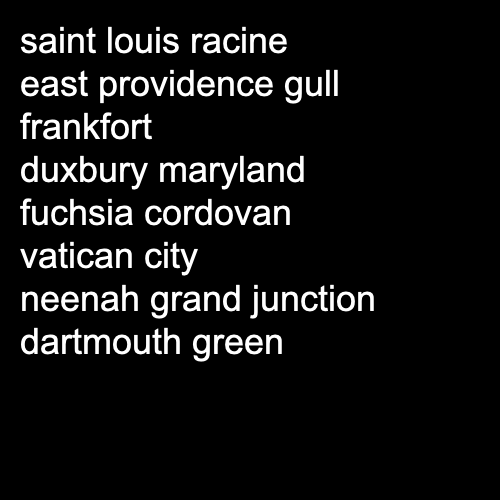 saint louis racine
east providence gull
frankfort
duxbury maryland
fuchsia cordovan
vatican city
neenah grand junction
dartmouth green